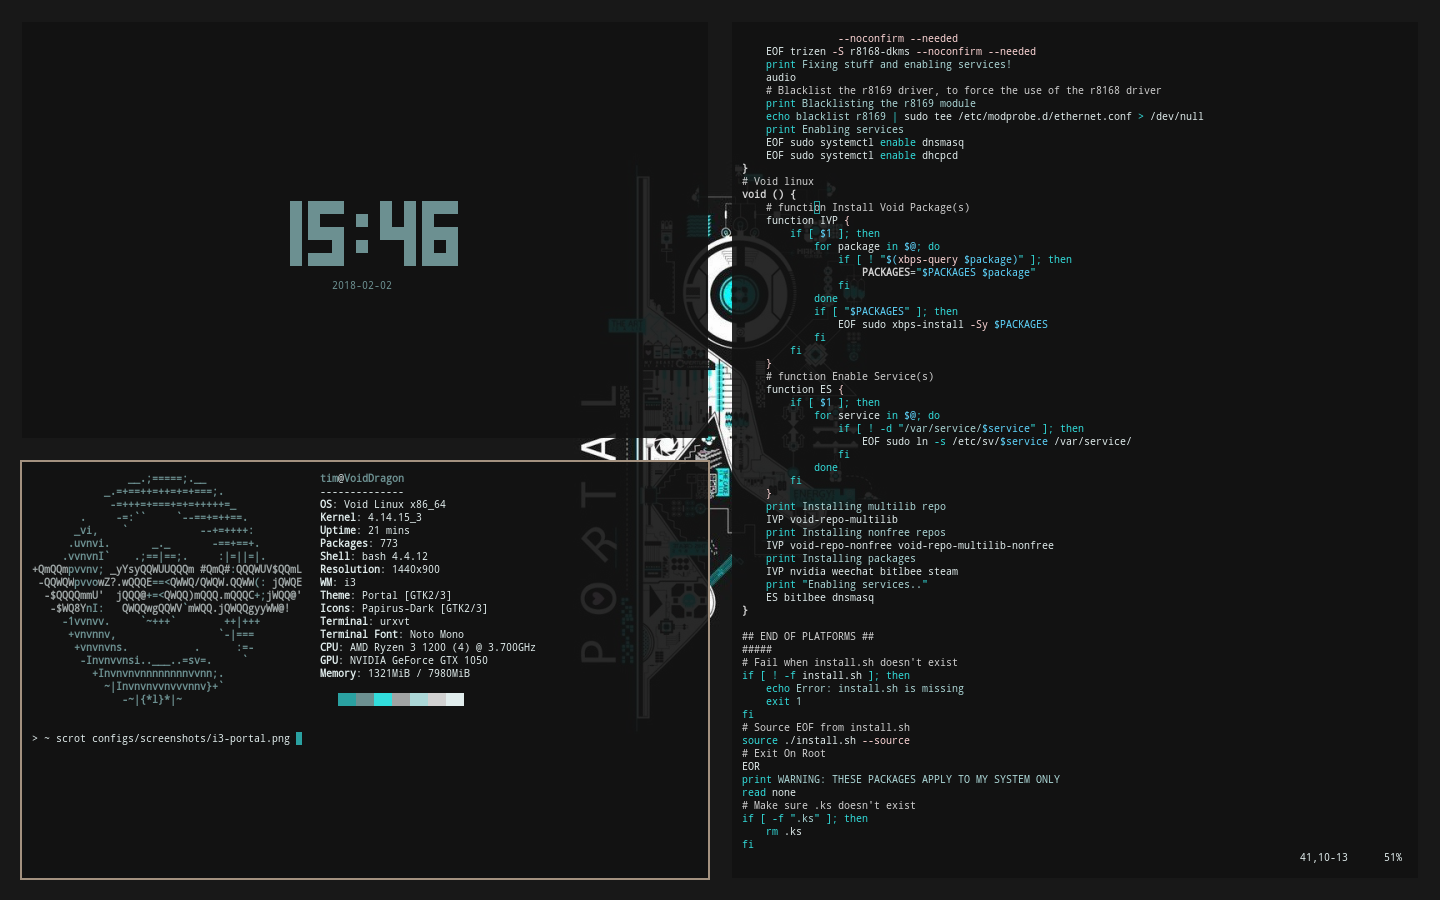 15:46
2018-02-02
PORTAL
__.;=====;.__
_.=+==++=++=+=+===;.
-=+++=+===+=+=+++++=_
.     -=:``     `--==+=++==.
_vi,    `            --+=++++:
.uvnvi.       _._       -==+==+.
.vvnvnI`    .;==|==;.     :|=||=|.
+QmQQmpvvnv; _yYsyQQWUUQQQm #QmQ#:QQQWUV$QQmL
-QQWQWpvvowZ?.wQQQE==<QWWQ/QWQW.QQWW(: jQWQE
-$QQQQmmU'  jQQQ@+=<QWQQ)mQQQ.mQQQC+;jWQQ@'
-$WQ8YnI:   QWQQwgQQWV`mWQQ.jQWQQgyyWW@!
-1vvnvv.     `~+++`        ++|+++
+vnvnnv,                 `-|===
+vnvnvns.           .      :=-
-Invnvvnsi..___..=sv=.     `
+Invnvnvnnnnnnnnvvnn;.
~|Invnvnvvnvvvnnv}+`
-~|{*l}*|~
tim@VoidDragon
--------------
OS: Void Linux x86_64
Kernel: 4.14.15_3
Uptime: 21 mins
Packages: 773
Shell: bash 4.4.12
Resolution: 1440x900
WM: i3
Theme: Portal [GTK2/3]
Icons: Papirus-Dark [GTK2/3]
Terminal: urxvt
Terminal Font: Noto Mono
CPU: AMD Ryzen 3 1200 (4) @ 3.700GHz
GPU: NVIDIA GeForce GTX 1050
Memory: 1321MiB / 7980MiB
> ~ scrot configs/screenshots/i3-portal.png
--noconfirm --needed
EOF trizen -S r8168-dkms --noconfirm --needed
print Fixing stuff and enabling services!
audio
# Blacklist the r8169 driver, to force the use of the r8168 driver
print Blacklisting the r8169 module
echo blacklist r8169 | sudo tee /etc/modprobe.d/ethernet.conf > /dev/null
print Enabling services
EOF sudo systemctl enable dnsmasq
EOF sudo systemctl enable dhcpcd
}
# Void linux
void () {
# function Install Void Package(s)
function IVP {
if [ $1 ]; then
for package in $@; do
if [ ! "$(xbps-query $package)" ]; then
PACKAGES="$PACKAGES $package"
fi
done
if [ "$PACKAGES" ]; then
EOF sudo xbps-install -Sy $PACKAGES
fi
fi
}
# function Enable Service(s)
function ES {
if [ $1 ]; then
for service in $@; do
if [ ! -d "/var/service/$service" ]; then
EOF sudo ln -s /etc/sv/$service /var/service/
fi
done
fi
}
print Installing multilib repo
IVP void-repo-multilib
print Installing nonfree repos
IVP void-repo-nonfree void-repo-multilib-nonfree
print Installing packages
IVP nvidia weechat bitlbee steam
print "Enabling services.."
ES bitlbee dnsmasq
}
## END OF PLATFORMS ##
#####
# Fail when install.sh doesn't exist
if [ ! -f install.sh ]; then
echo Error: install.sh is missing
exit 1
fi
# Source EOF from install.sh
source ./install.sh --source
# Exit On Root
EOR
print WARNING: THESE PACKAGES APPLY TO MY SYSTEM ONLY
read none
# Make sure .ks doesn't exist
if [ -f ".ks" ]; then
rm .ks
fi
41,10-13      51%